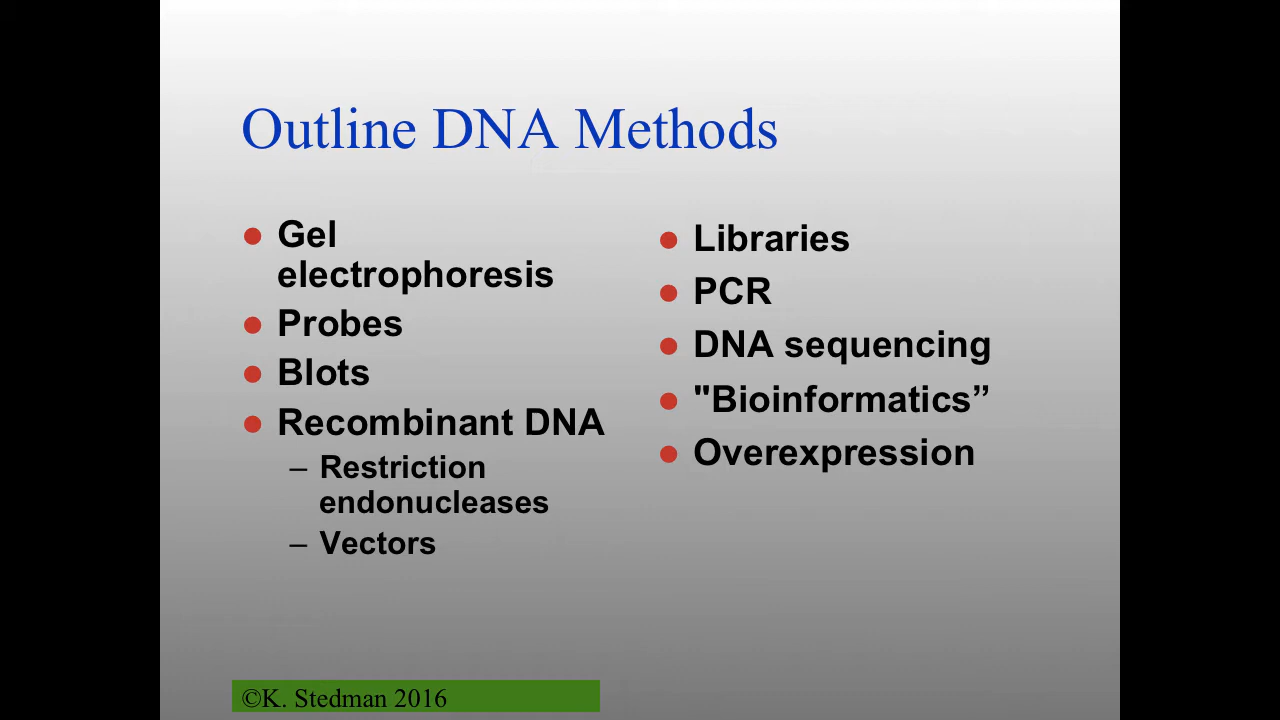 Outline DNA Methods
● Gel
electrophoresis
● Probes
● Blots
● Recombinant DNA
– Restriction
endonucleases
– Vectors
● Libraries
● PCR
● DNA sequencing
● "Bioinformatics”
● Overexpression
©K. Stedman 2016